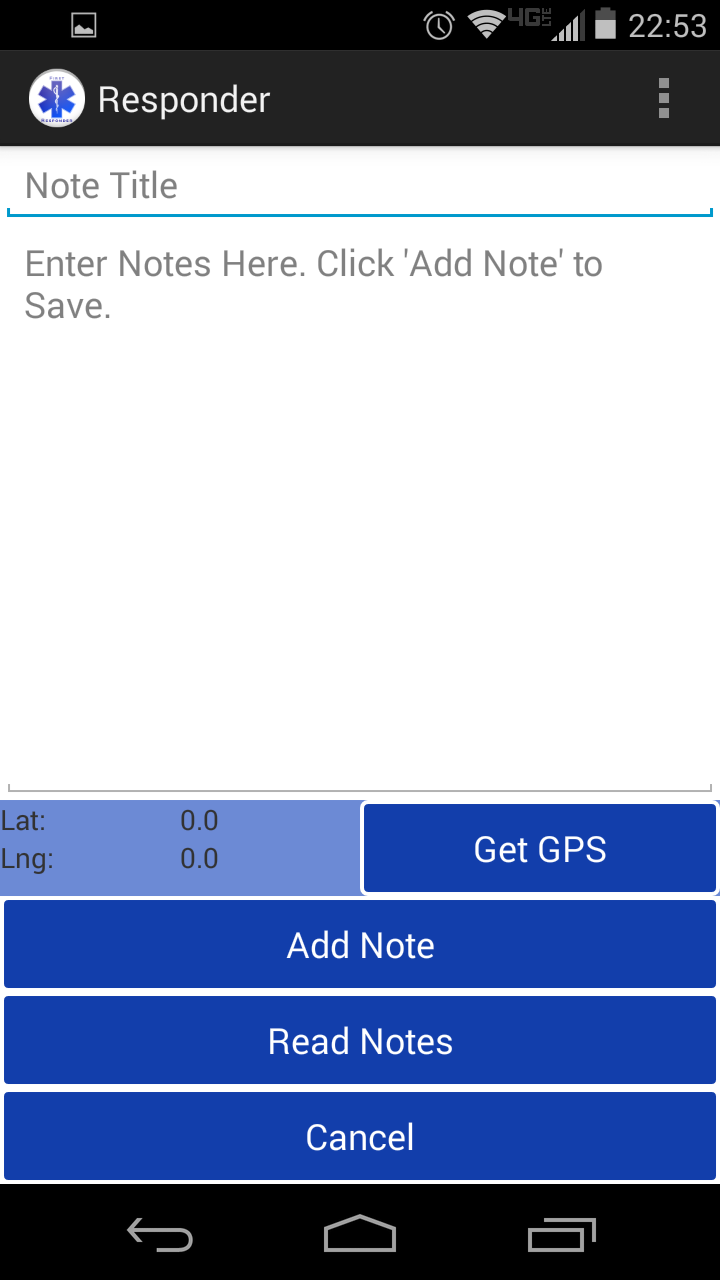 4G LTE 22:53
FIRST
RESPONDER
Responder
Note Title
Enter Notes Here. Click 'Add Note' to
Save.
Lat: 0.0
Lng: 0.0
Get GPS
Add Note
Read Notes
Cancel